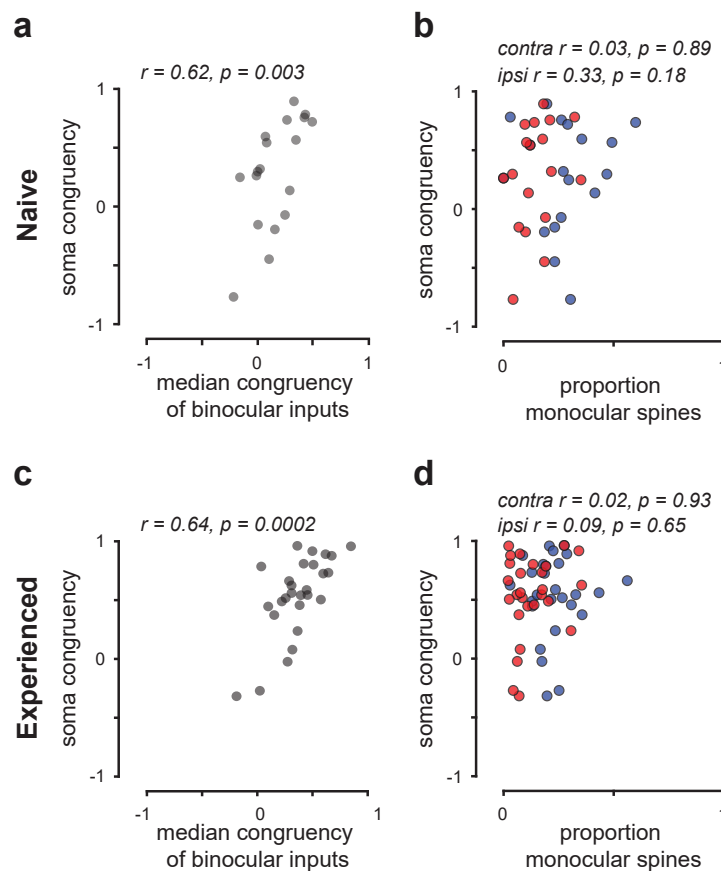 a
r = 0.62, p = 0.003
Naive
soma congruency
1
0
-1
-1
0
1
median congruency
of binocular inputs
b
contra r = 0.03, p = 0.89
ipsi r = 0.33, p = 0.18
soma congruency
1
0
-1
0
1
proportion
monocular spines
c
r = 0.64, p = 0.0002
Experienced
soma congruency
1
0
-1
-1
0
1
median congruency
of binocular inputs
d
contra r = 0.02, p = 0.93
ipsi r = 0.09, p = 0.65
soma congruency
1
0
-1
0
1
proportion
monocular spines